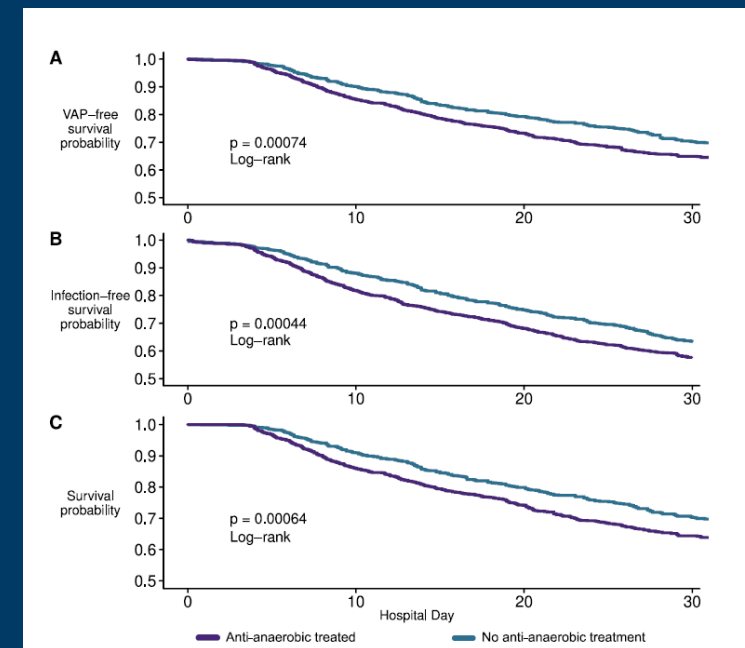 A
VAP–free
survival
probability
1.0
0.9
0.8
0.7
0.6
0.5
p = 0.00074
Log–rank
0 10 20 30
B
Infection–free
survival
probability
1.0
0.9
0.8
0.7
0.6
0.5
p = 0.00044
Log–rank
0 10 20 30
C
Survival
probability
1.0
0.9
0.8
0.7
0.6
0.5
p = 0.00064
Log–rank
0 10 20 30
Hospital Day
Anti-anaerobic treated No anti-anaerobic treatment